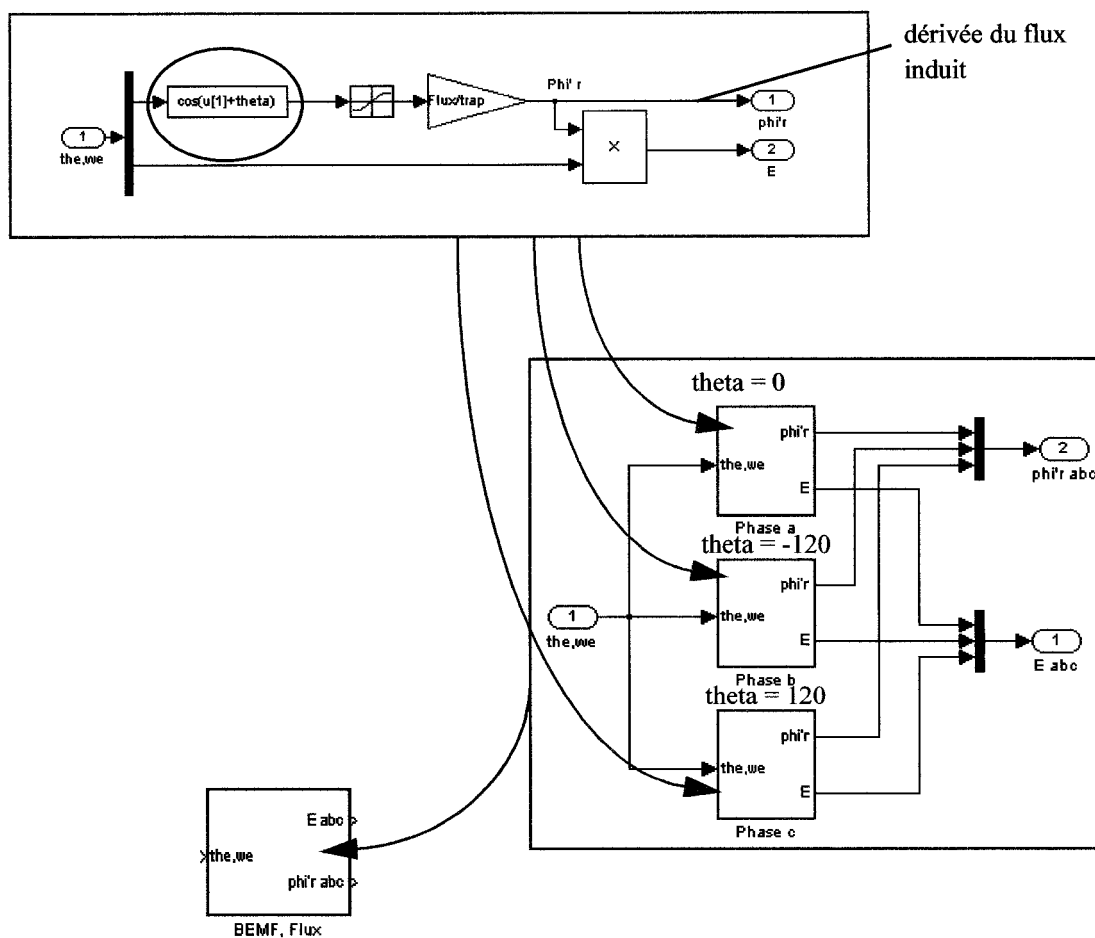 dérivée du flux
induit
Phi' r
cos(u[1]+theta)
Flux/trap
1
phi'r
1
the,we
×
2
E
theta = 0
phi'r
the,we
E
Phase a
2
phi'r abc
theta = -120
phi'r
1
the,we
the,we
E
Phase b
1
E abc
theta = 120
phi'r
the,we
E
Phase c
E abc
the,we
phi'r abc
BEMF, Flux